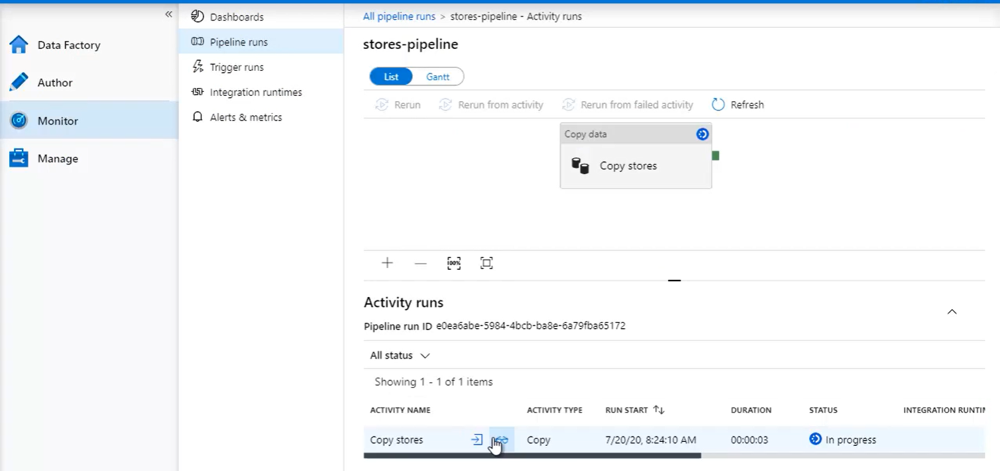 «
Data Factory
Author
Monitor
Manage
Dashboards
Pipeline runs
Trigger runs
Integration runtimes
Alerts & metrics
All pipeline runs > stores-pipeline - Activity runs
stores-pipeline
List Gantt
Rerun Rerun from activity Rerun from failed activity Refresh
Copy data
Copy stores
100%
Activity runs
Pipeline run ID e0ea6abe-5984-4bcb-ba8e-6a79fba65172
All status
Showing 1 - 1 of 1 items
ACTIVITY NAME ACTIVITY TYPE RUN START DURATION STATUS INTEGRATION RUNTIM
Copy stores Copy 7/20/20, 8:24:10 AM 00:00:03 In progress